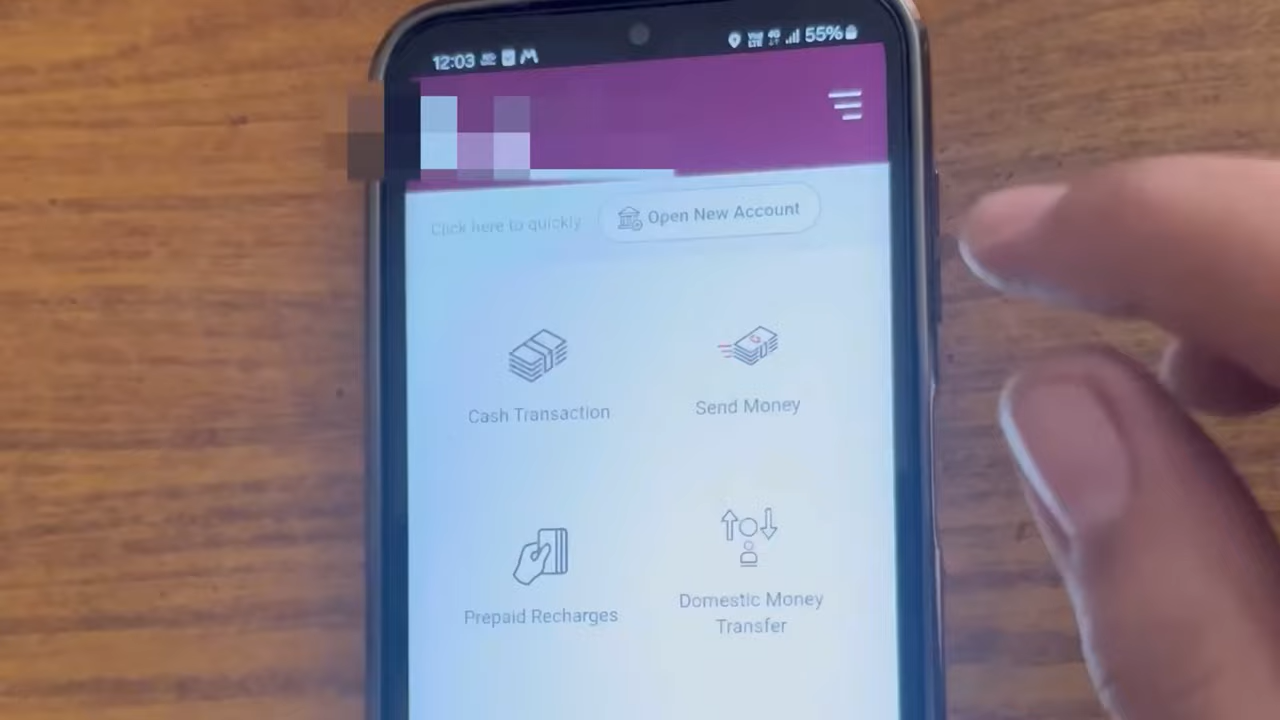 12:03
55%
Click here to quickly
Open New Account
Cash Transaction
Send Money
Prepaid Recharges
Domestic Money
Transfer